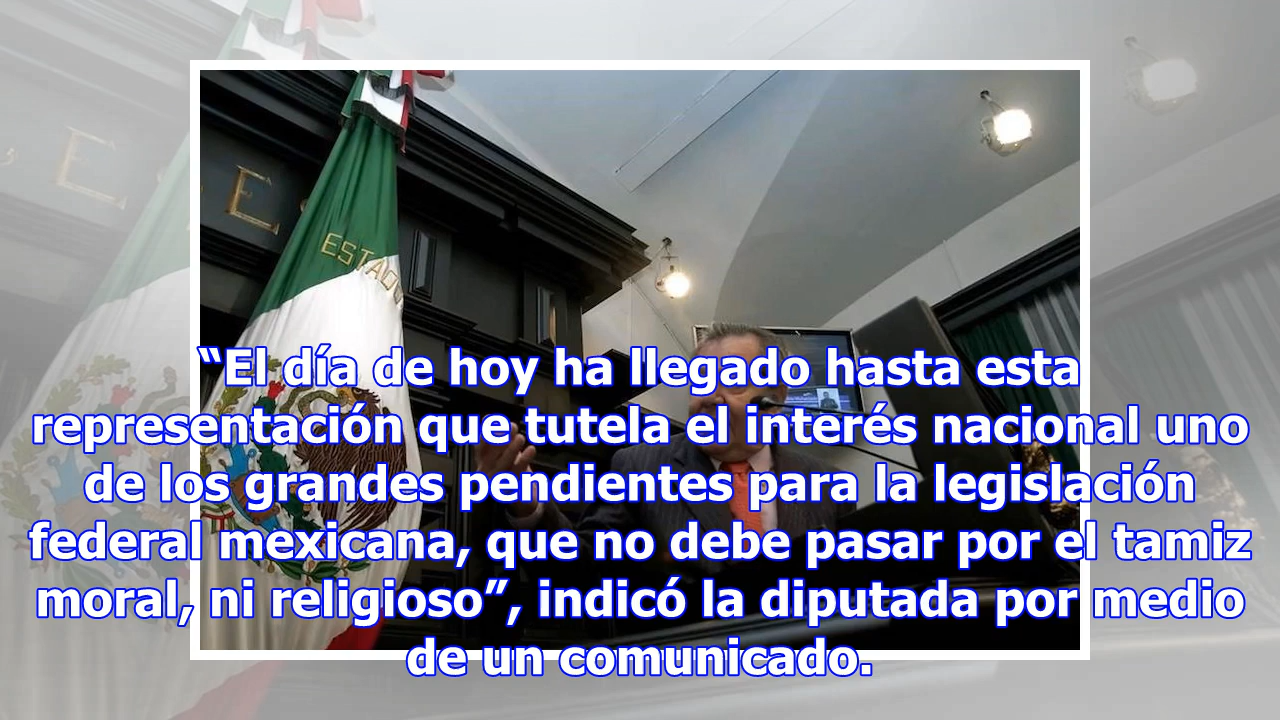 E
E
ESTADOS
“El día de hoy ha llegado hasta esta
representación que tutela el interés nacional uno
de los grandes pendientes para la legislación
federal mexicana, que no debe pasar por el tamiz
moral, ni religioso”, indicó la diputada por medio
de un comunicado.